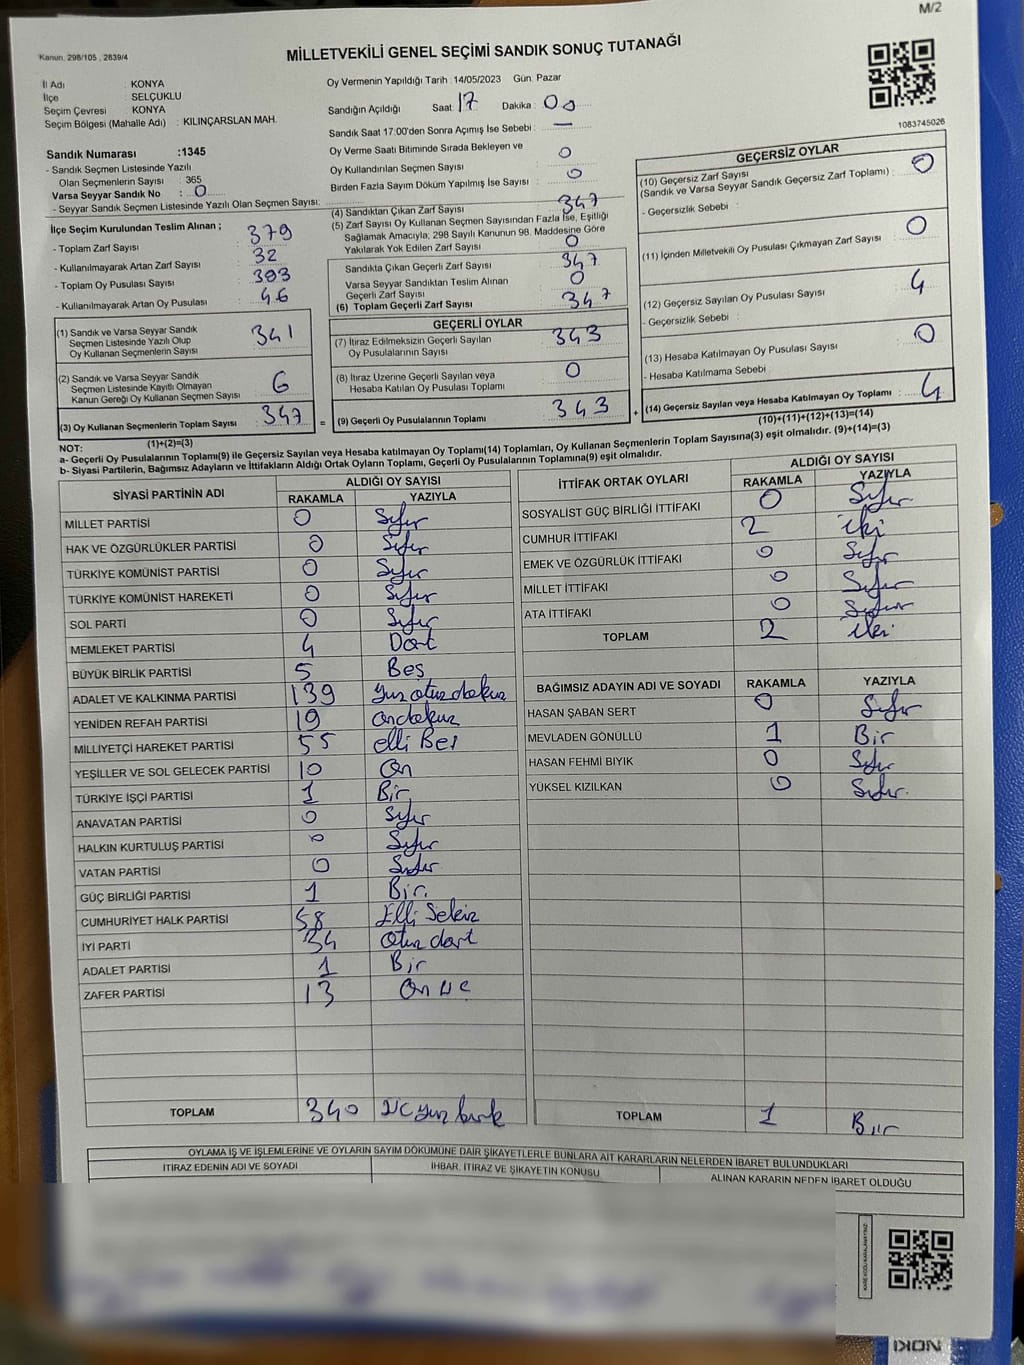 M/2
Kanun, 298/105 , 2839/4
MİLLETVEKİLİ GENEL SEÇİMİ SANDIK SONUÇ TUTANAĞI
İl Adı : KONYA
İlçe : SELÇUKLU
Seçim Çevresi : KONYA
Seçim Bölgesi (Mahalle Adı) : KILINÇARSLAN MAH.
Sandık Numarası :1345
- Sandık Seçmen Listesinde Yazılı
Olan Seçmenlerin Sayısı : 365
Varsa Seyyar Sandık No : 0
- Seyyar Sandık Seçmen Listesinde Yazılı Olan Seçmen Sayısı:
Oy Vermenin Yapıldığı Tarih :14/05/2023 Gün: Pazar
Sandığın Açıldığı Saat: 17 Dakika : 00
Sandık Saat 17:00'den Sonra Açımış İse Sebebi : —
Oy Verme Saati Bitiminde Sırada Bekleyen ve
Oy Kullandırılan Seçmen Sayısı : 0
Birden Fazla Sayım Döküm Yapılmış İse Sayısı : 0
1083745026
İlçe Seçim Kurulundan Teslim Alınan ;
- Toplam Zarf Sayısı : 379
- Kullanılmayarak Artan Zarf Sayısı : 32
- Toplam Oy Pusulası Sayısı : 393
- Kullanılmayarak Artan Oy Pusulası : 46
(1) Sandık ve Varsa Seyyar Sandık
Seçmen Listesinde Yazılı Olup
Oy Kullanan Seçmenlerin Sayısı : 341
(2) Sandık ve Varsa Seyyar Sandık
Seçmen Listesinde Kayıtlı Olmayan
Kanun Gereği Oy Kullanan Seçmen Sayısı : 6
(3) Oy Kullanan Seçmenlerin Toplam Sayısı : 347
(1)+(2)=(3)
(4) Sandıktan Çıkan Zarf Sayısı : 347
(5) Zarf Sayısı Oy Kullanan Seçmen Sayısından Fazla İse, Eşitliği
Sağlamak Amacıyla, 298 Sayılı Kanunun 98. Maddesine Göre
Yakılarak Yok Edilen Zarf Sayısı : 0
Sandıkta Çıkan Geçerli Zarf Sayısı : 347
Varsa Seyyar Sandıktan Teslim Alınan
Geçerli Zarf Sayısı : 0
(6) Toplam Geçerli Zarf Sayısı : 347
GEÇERLİ OYLAR
(7) İtiraz Edilmeksizin Geçerli Sayılan
Oy Pusulalarının Sayısı : 343
(8) İtiraz Üzerine Geçerli Sayılan veya
Hesaba Katılan Oy Pusulası Toplamı : 0
= (9) Geçerli Oy Pusulalarının Toplamı : 343 +
GEÇERSİZ OYLAR
(10) Geçersiz Zarf Sayısı
(Sandık ve Varsa Seyyar Sandık Geçersiz Zarf Toplamı) : 0
- Geçersizlik Sebebi :
(11) İçinden Milletvekili Oy Pusulası Çıkmayan Zarf Sayısı : 0
(12) Geçersiz Sayılan Oy Pusulası Sayısı : 4
- Geçersizlik Sebebi :
(13) Hesaba Katılmayan Oy Pusulası Sayısı : 0
- Hesaba Katılmama Sebebi :
(14) Geçersiz Sayılan veya Hesaba Katılmayan Oy Toplamı : 4
(10)+(11)+(12)+(13)=(14)
NOT:
a- Geçerli Oy Pusulalarının Toplamı(9) ile Geçersiz Sayılan veya Hesaba katılmayan Oy Toplamı(14) Toplamları, Oy Kullanan Seçmenlerin Toplam Sayısına(3) eşit olmalıdır. (9)+(14)=(3)
b- Siyasi Partilerin, Bağımsız Adayların ve İttifakların Aldığı Ortak Oyların Toplamı, Geçerli Oy Pusulalarının Toplamına(9) eşit olmalıdır.
SİYASİ PARTİNİN ADI ALDIĞI OY SAYISI
RAKAMLA YAZIYLA
MİLLET PARTİSİ 0 Sıfır
HAK VE ÖZGÜRLÜKLER PARTİSİ 0 Sıfır
TÜRKİYE KOMÜNİST PARTİSİ 0 Sıfır
TÜRKİYE KOMÜNİST HAREKETİ 0 Sıfır
SOL PARTİ 0 Sıfır
MEMLEKET PARTİSİ 4 Dört
BÜYÜK BİRLİK PARTİSİ 5 Beş
ADALET VE KALKINMA PARTİSİ 139 Yüz otuz dokuz
YENİDEN REFAH PARTİSİ 19 ondokuz
MİLLİYETÇİ HAREKET PARTİSİ 55 elli Beş
YEŞİLLER VE SOL GELECEK PARTİSİ 10 On
TÜRKİYE İŞÇİ PARTİSİ 1 Bir
ANAVATAN PARTİSİ 0 Sıfır
HALKIN KURTULUŞ PARTİSİ 0 Sıfır
VATAN PARTİSİ 0 Sıfır
GÜÇ BİRLİĞİ PARTİSİ 1 Bir.
CUMHURİYET HALK PARTİSİ 58 Elli Sekiz
İYİ PARTİ 34 Otuz dört
ADALET PARTİSİ 1 Bir
ZAFER PARTİSİ 13 On üç
TOPLAM 340 üç yüz kırk
İTTİFAK ORTAK OYLARI ALDIĞI OY SAYISI
RAKAMLA YAZIYLA
SOSYALİST GÜÇ BİRLİĞİ İTTİFAKI 0 Sıfır
CUMHUR İTTİFAKI 2 iki
EMEK VE ÖZGÜRLÜK İTTİFAKI 0 Sıfır
MİLLET İTTİFAKI 0 Sıfır
ATA İTTİFAKI 0 Sıfır
TOPLAM 2 iki
BAĞIMSIZ ADAYIN ADI VE SOYADI RAKAMLA YAZIYLA
HASAN ŞABAN SERT 0 Sıfır
MEVLADEN GÖNÜLLÜ 1 Bir
HASAN FEHMİ BIYIK 0 Sıfır
YÜKSEL KIZILKAN 0 Sıfır.
TOPLAM 1 Bir
OYLAMA İŞ VE İŞLEMLERİNE VE OYLARIN SAYIM DÖKÜMÜNE DAİR ŞİKAYETLERLE BUNLARA AİT KARARLARIN NELERDEN İBARET BULUNDUKLARI
İTİRAZ EDENİN ADI VE SOYADI İHBAR, İTİRAZ VE ŞİKAYETİN KONUSU ALINAN KARARIN NEDEN İBARET OLDUĞU
NOKI